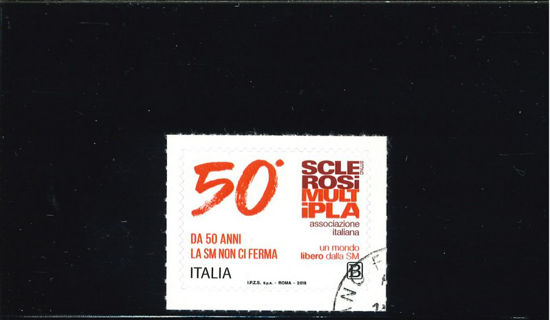 50°
SCLE
ROSi
MULT
iPLA
associazione
italiana
DA 50 ANNI
LA SM NON CI FERMA
un mondo
libero dalla SM
ITALIA
B
I.P.Z.S. S.p.A. - ROMA - 2018